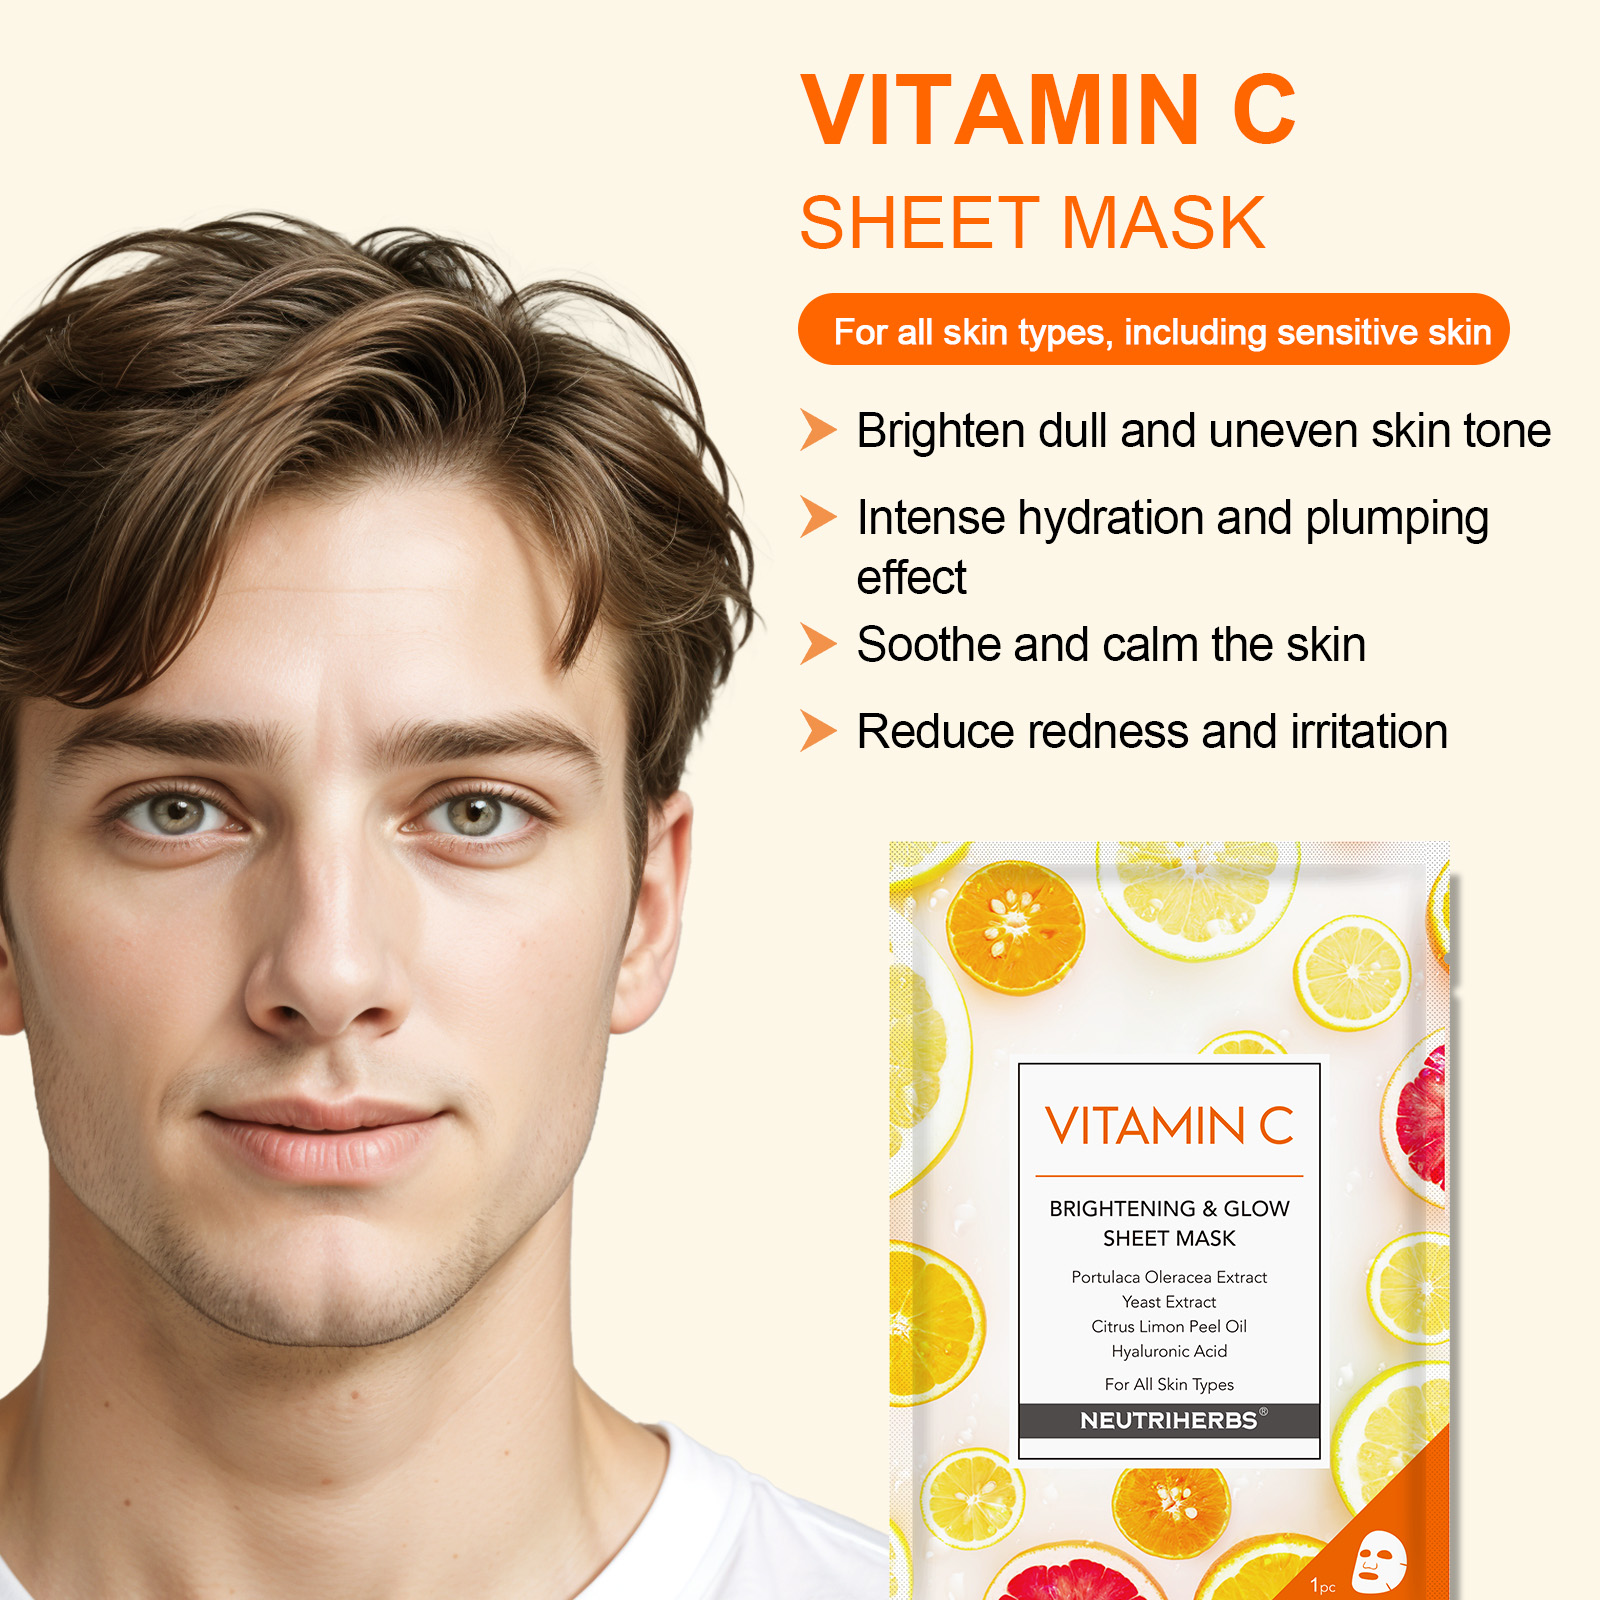 VITAMIN C
SHEET MASK
For all skin types, including sensitive skin
Brighten dull and uneven skin tone
Intense hydration and plumping
effect
Soothe and calm the skin
Reduce redness and irritation
VITAMIN C
BRIGHTENING & GLOW
SHEET MASK
Portulaca Oleracea Extract
Yeast Extract
Citrus Limon Peel Oil
Hyaluronic Acid
For All Skin Types
NEUTRIHERBS®
1pc